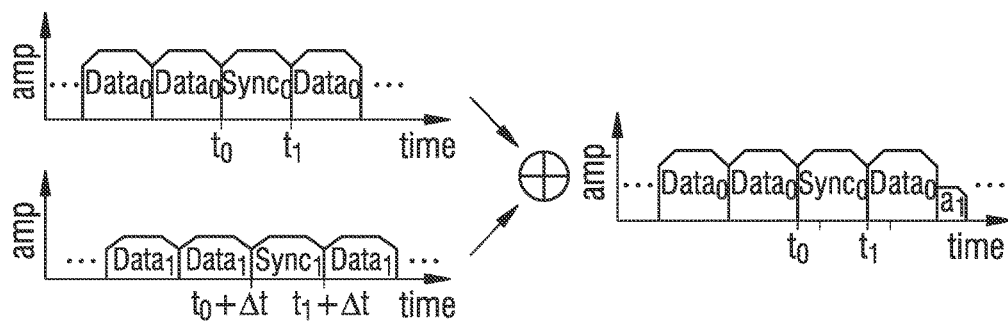 amp
... Data0 Data0 Sync0 Data0 ...
t0 t1 time
amp
... Data1 Data1 Sync1 Data1 ...
t0+Δt t1+Δt time
amp
... Data0 Data0 Sync0 Data0 a1 ...
t0 t1 time